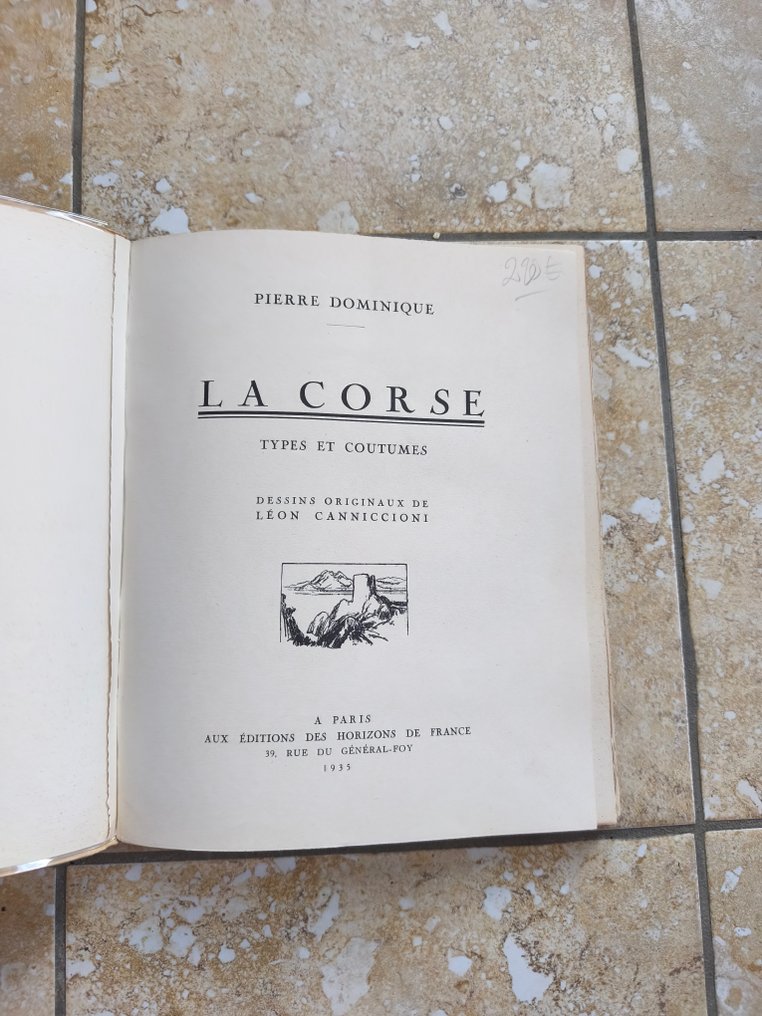 PIERRE DOMINIQUE
LA CORSE
TYPES ET COUTUMES
DESSINS ORIGINAUX DE
LÉON CANNICCIONI
A PARIS
AUX ÉDITIONS DES HORIZONS DE FRANCE
39, RUE DU GÉNÉRAL-FOY
1935